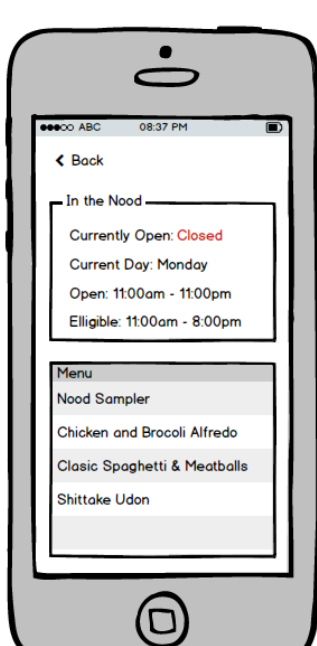 ABC 08:37 PM
Back
In the Nood
Currently Open: Closed
Current Day: Monday
Open: 11:00am - 11:00pm
Elligible: 11:00am - 8:00pm
Menu
Nood Sampler
Chicken and Brocoli Alfredo
Clasic Spaghetti & Meatballs
Shittake Udon